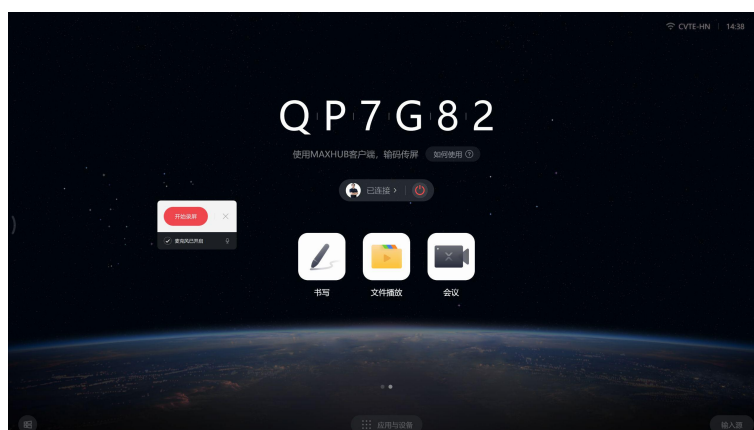 CVTE-HN 14:38
QP7G82
使用MAXHUB客户端，输码传屏 如何使用
已连接
开始录屏
麦克风已开启
书写 文件播放 会议
应用与设备
输入源